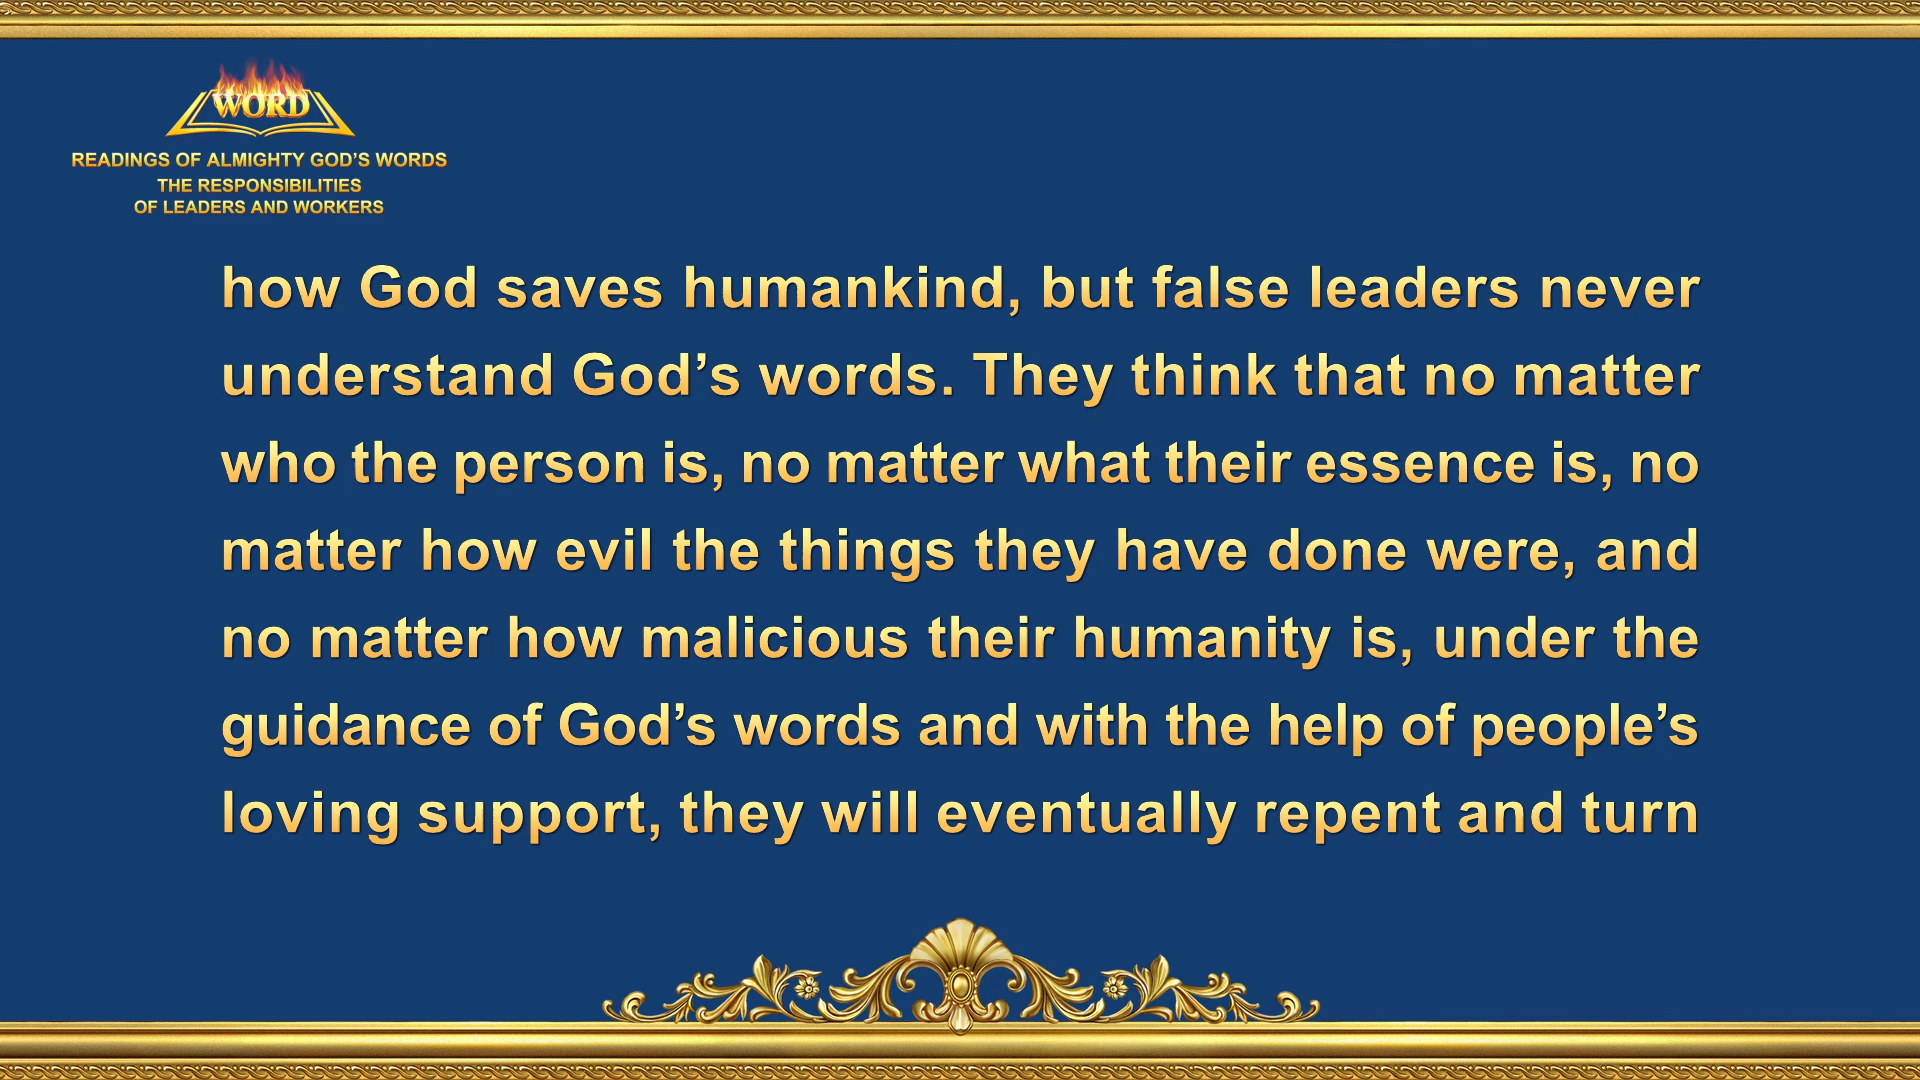 WORD
READINGS OF ALMIGHTY GOD’S WORDS
THE RESPONSIBILITIES
OF LEADERS AND WORKERS
how God saves humankind, but false leaders never
understand God’s words. They think that no matter
who the person is, no matter what their essence is, no
matter how evil the things they have done were, and
no matter how malicious their humanity is, under the
guidance of God’s words and with the help of people’s
loving support, they will eventually repent and turn